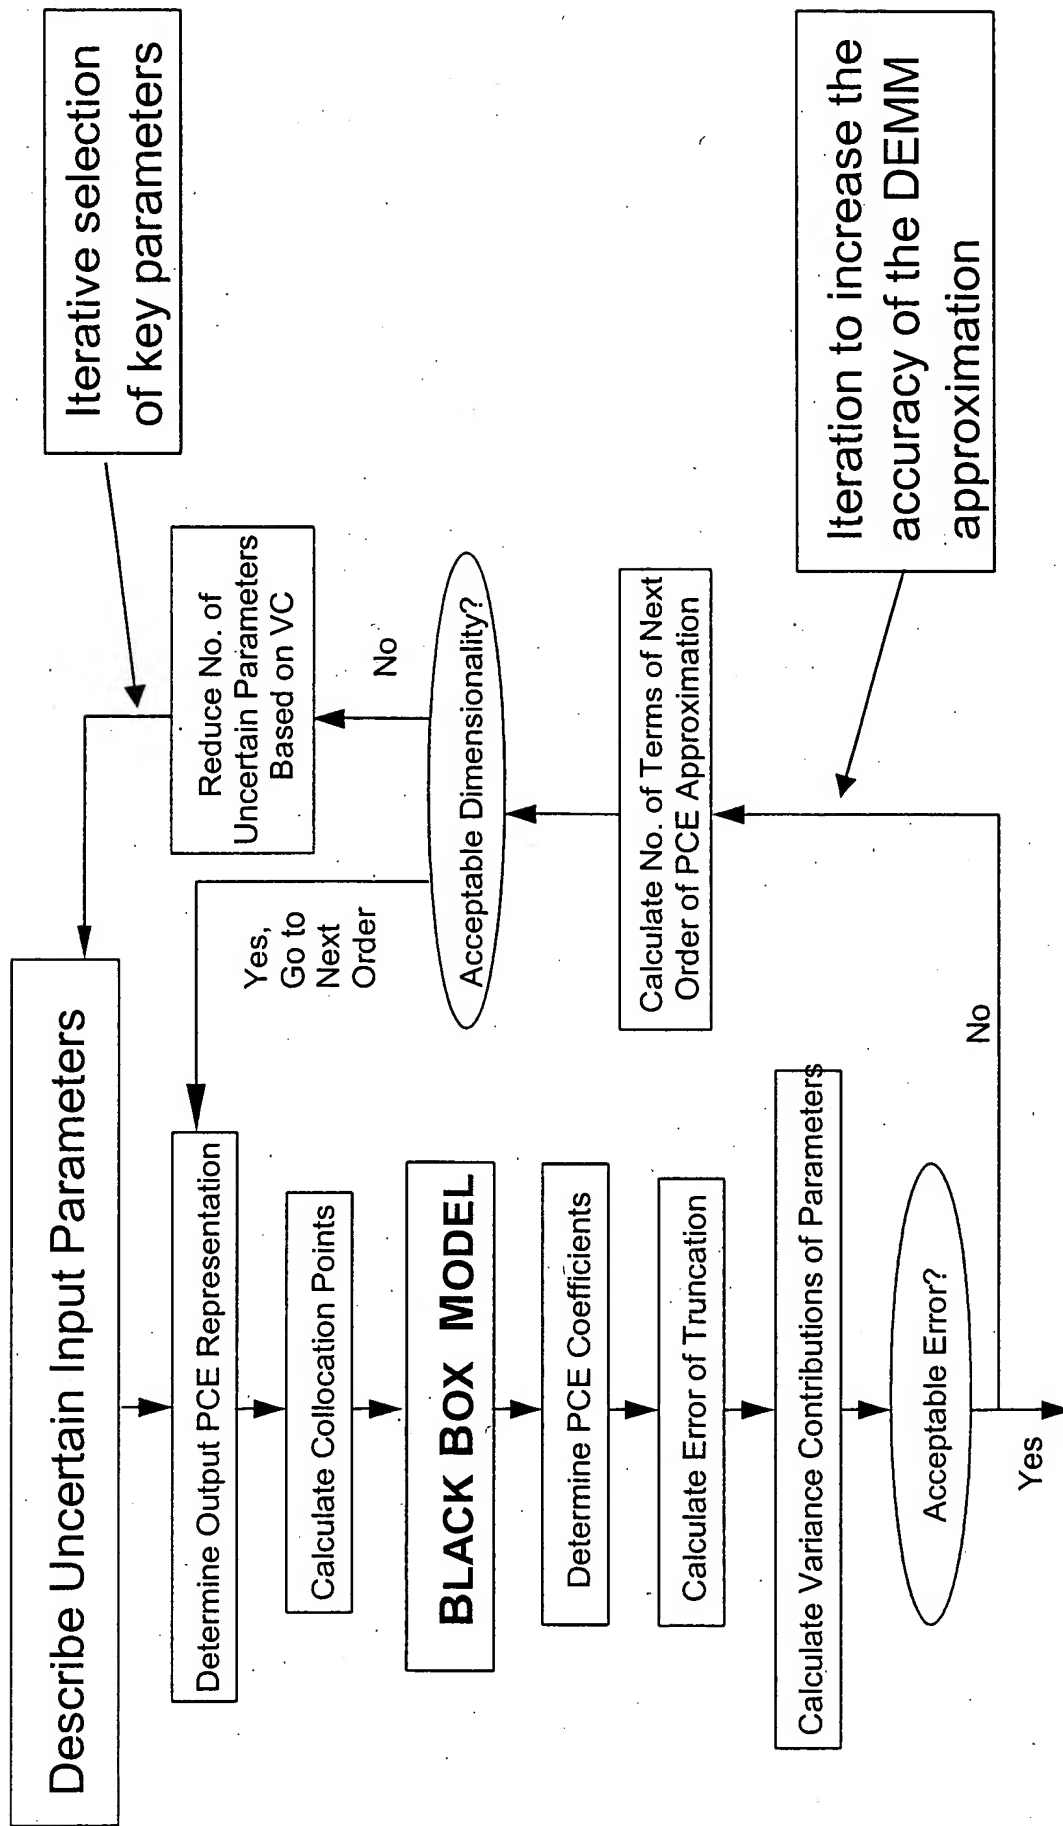 Describe Uncertain Input Parameters
Determine Output PCE Representation
Calculate Collocation Points
BLACK BOX MODEL
Determine PCE Coefficients
Calculate Error of Truncation
Calculate Variance Contributions of Parameters
Acceptable Error?
Yes
No
Calculate No. of Terms of Next
Order of PCE Approximation
Acceptable Dimensionality?
Yes,
Go to
Next
Order
No
Reduce No. of
Uncertain Parameters
Based on VC
Iterative selection
of key parameters
Iteration to increase the
accuracy of the DEMM
approximation